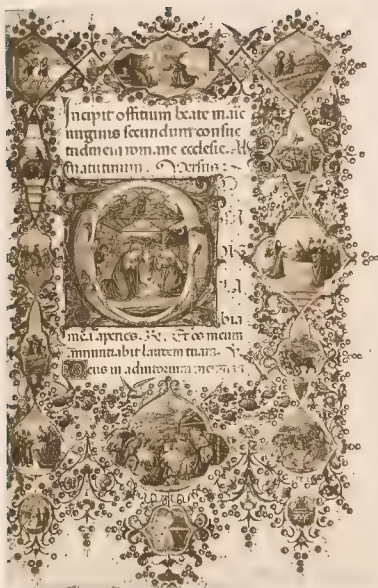 Incipit offitium beate marie
uirginis secundum consue
tudinem romane ecclesie. Ad
matutinum. Versus
D
bia
mea aperies. R. Et os meum
annuntiabit laudem tuam. V
Deus in adiutorium meum